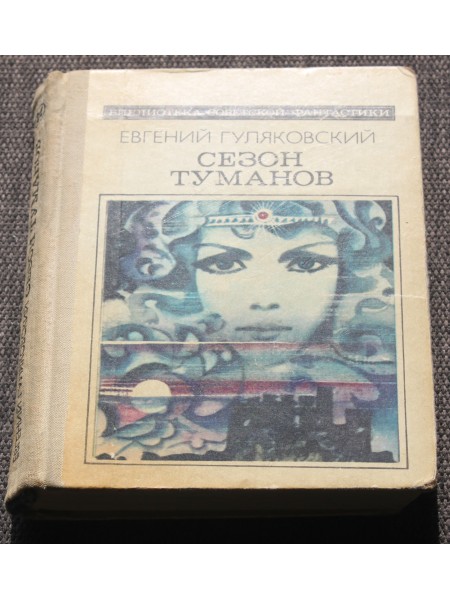 БИБЛИОТЕКА СОВЕТСКОЙ ФАНТАСТИКИ
ЕВГЕНИЙ ГУЛЯКОВСКИЙ
СЕЗОН
ТУМАНОВ